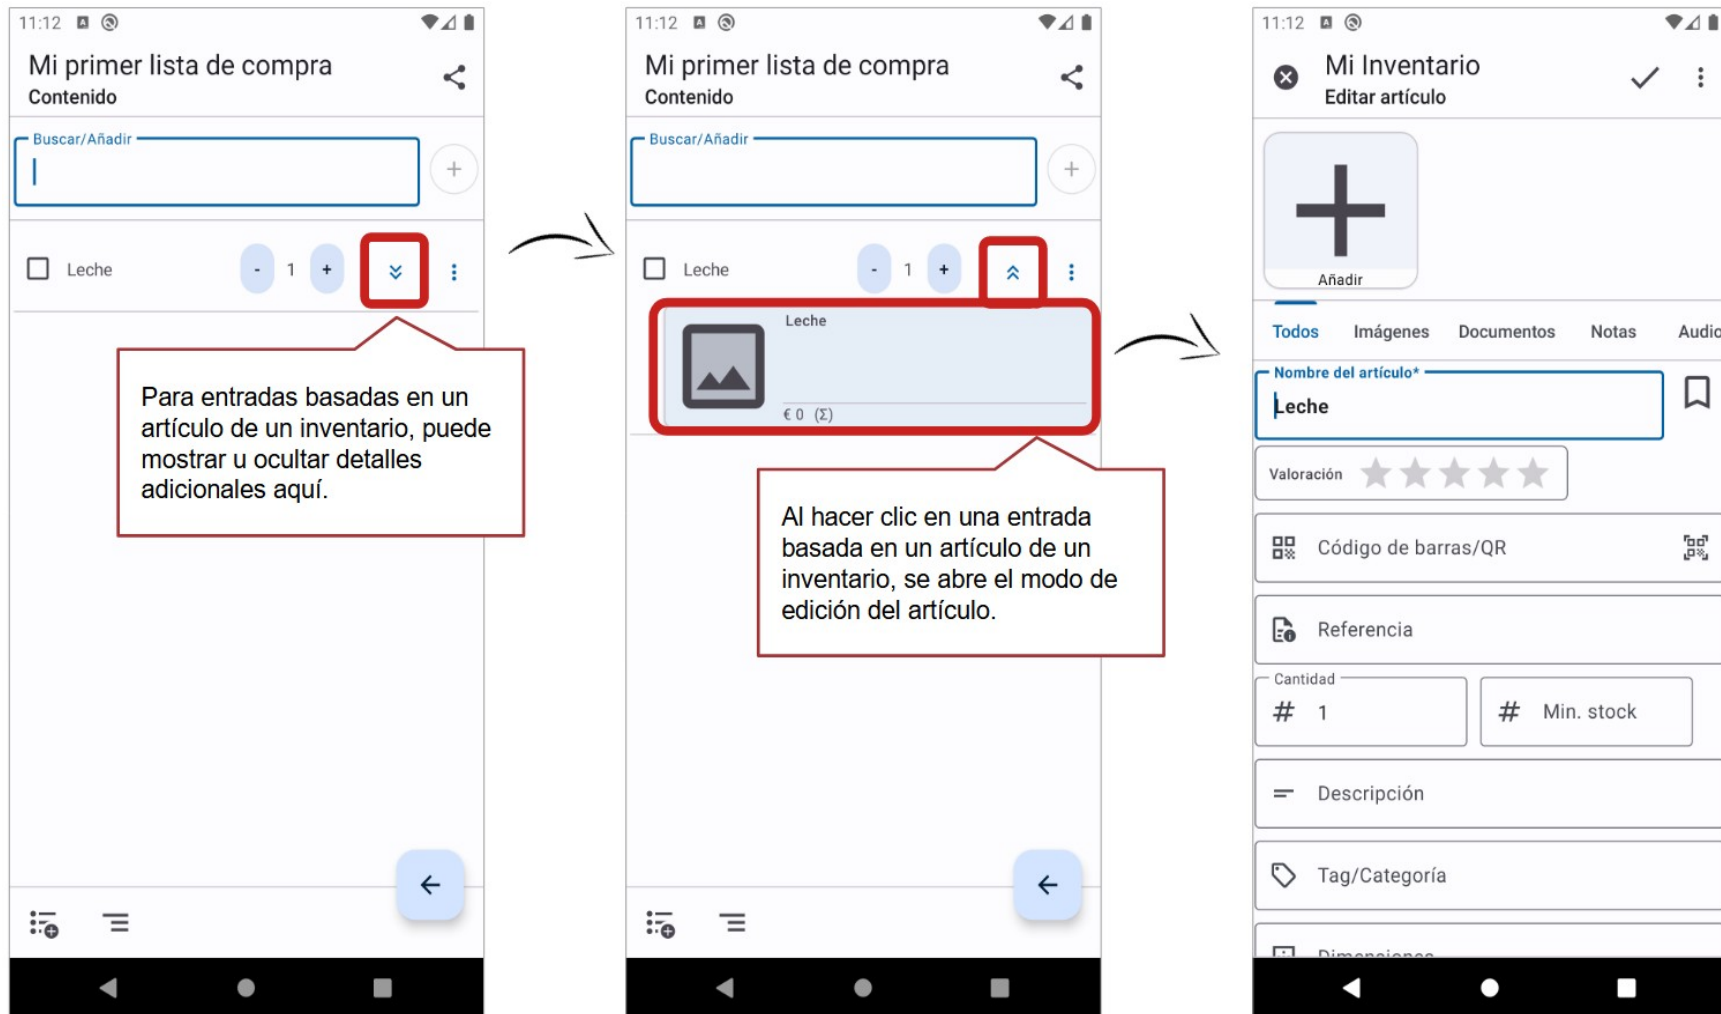 11:12
Mi primer lista de compra
Contenido
Buscar/Añadir
+
Leche
- 1 +
Para entradas basadas en un
artículo de un inventario, puede
mostrar u ocultar detalles
adicionales aquí.
11:12
Mi primer lista de compra
Contenido
Buscar/Añadir
+
Leche
- 1 +
Leche
€ 0 (Σ)
Al hacer clic en una entrada
basada en un artículo de un
inventario, se abre el modo de
edición del artículo.
11:12
Mi Inventario
Editar artículo
Añadir
Todos Imágenes Documentos Notas Audio
Nombre del artículo*
Leche
Valoración
Código de barras/QR
Referencia
Cantidad
# 1
# Min. stock
Descripción
Tag/Categoría
Dimensiones